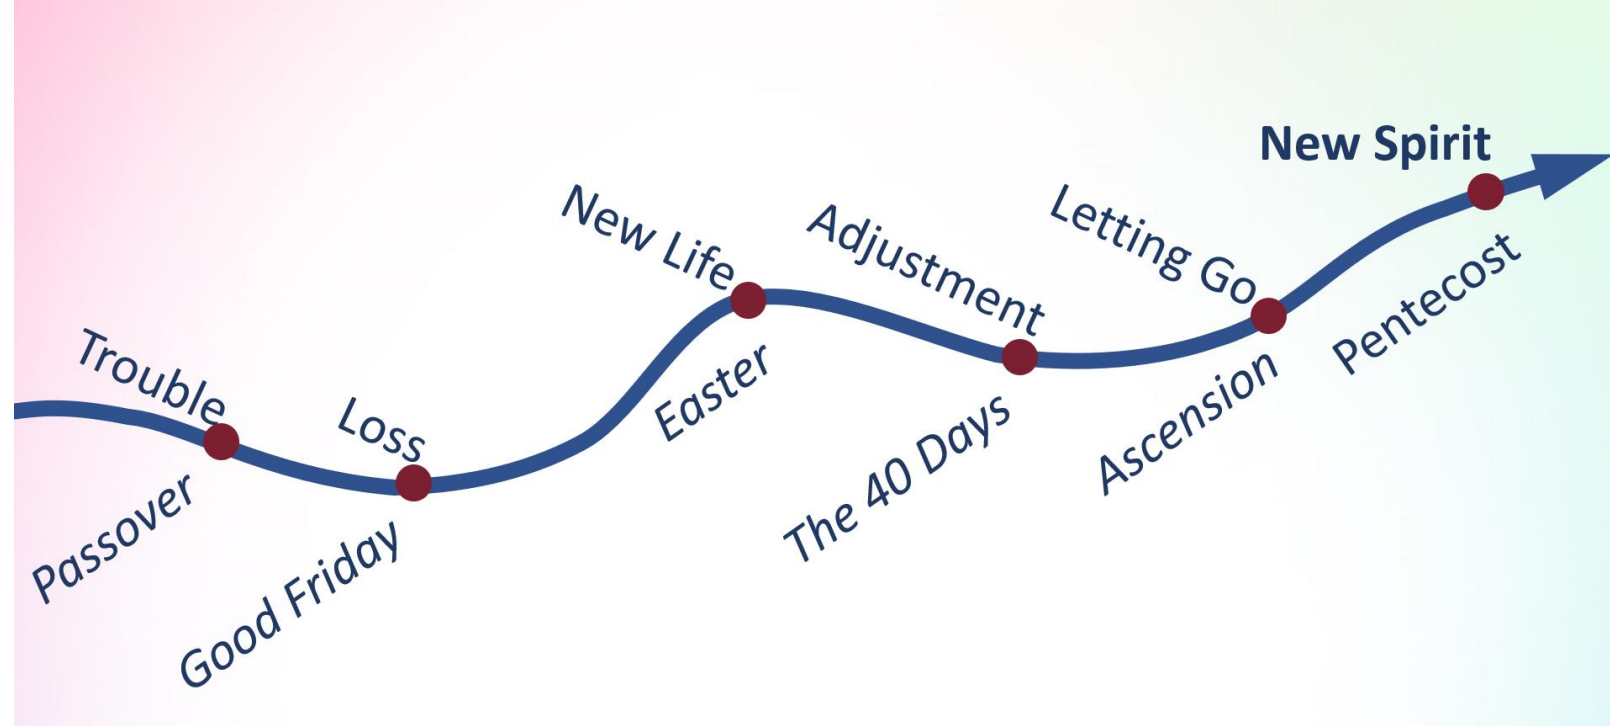 Trouble
Passover
Loss
Good Friday
New Life
Easter
Adjustment
The 40 Days
Letting Go
Ascension
New Spirit
Pentecost